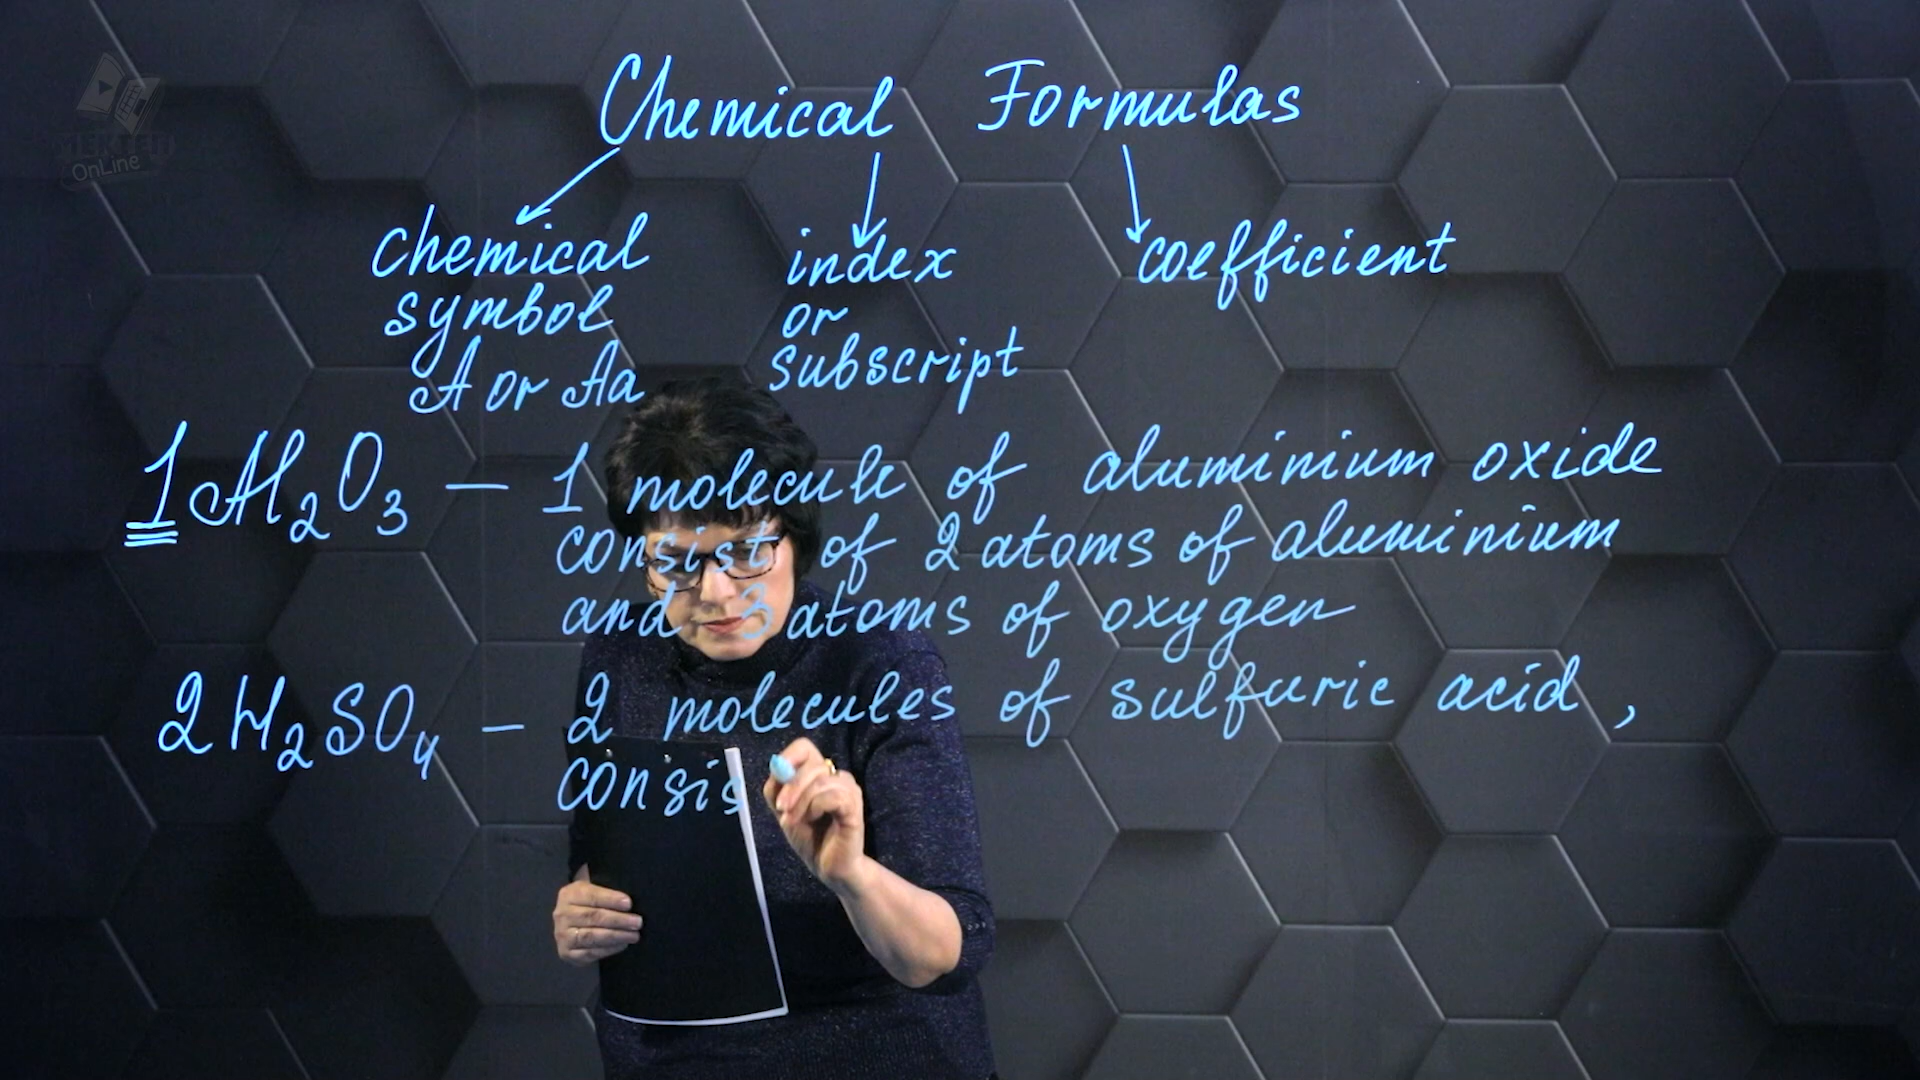 Chemical Formulas
chemical symbol A or Aa
index or subscript
coefficient
1Al₂O₃ — 1 molecule of aluminium oxide
consist of 2 atoms of aluminium
and 3 atoms of oxygen
2H₂SO₄ — 2 molecules of sulfuric acid,
consis
OnLine